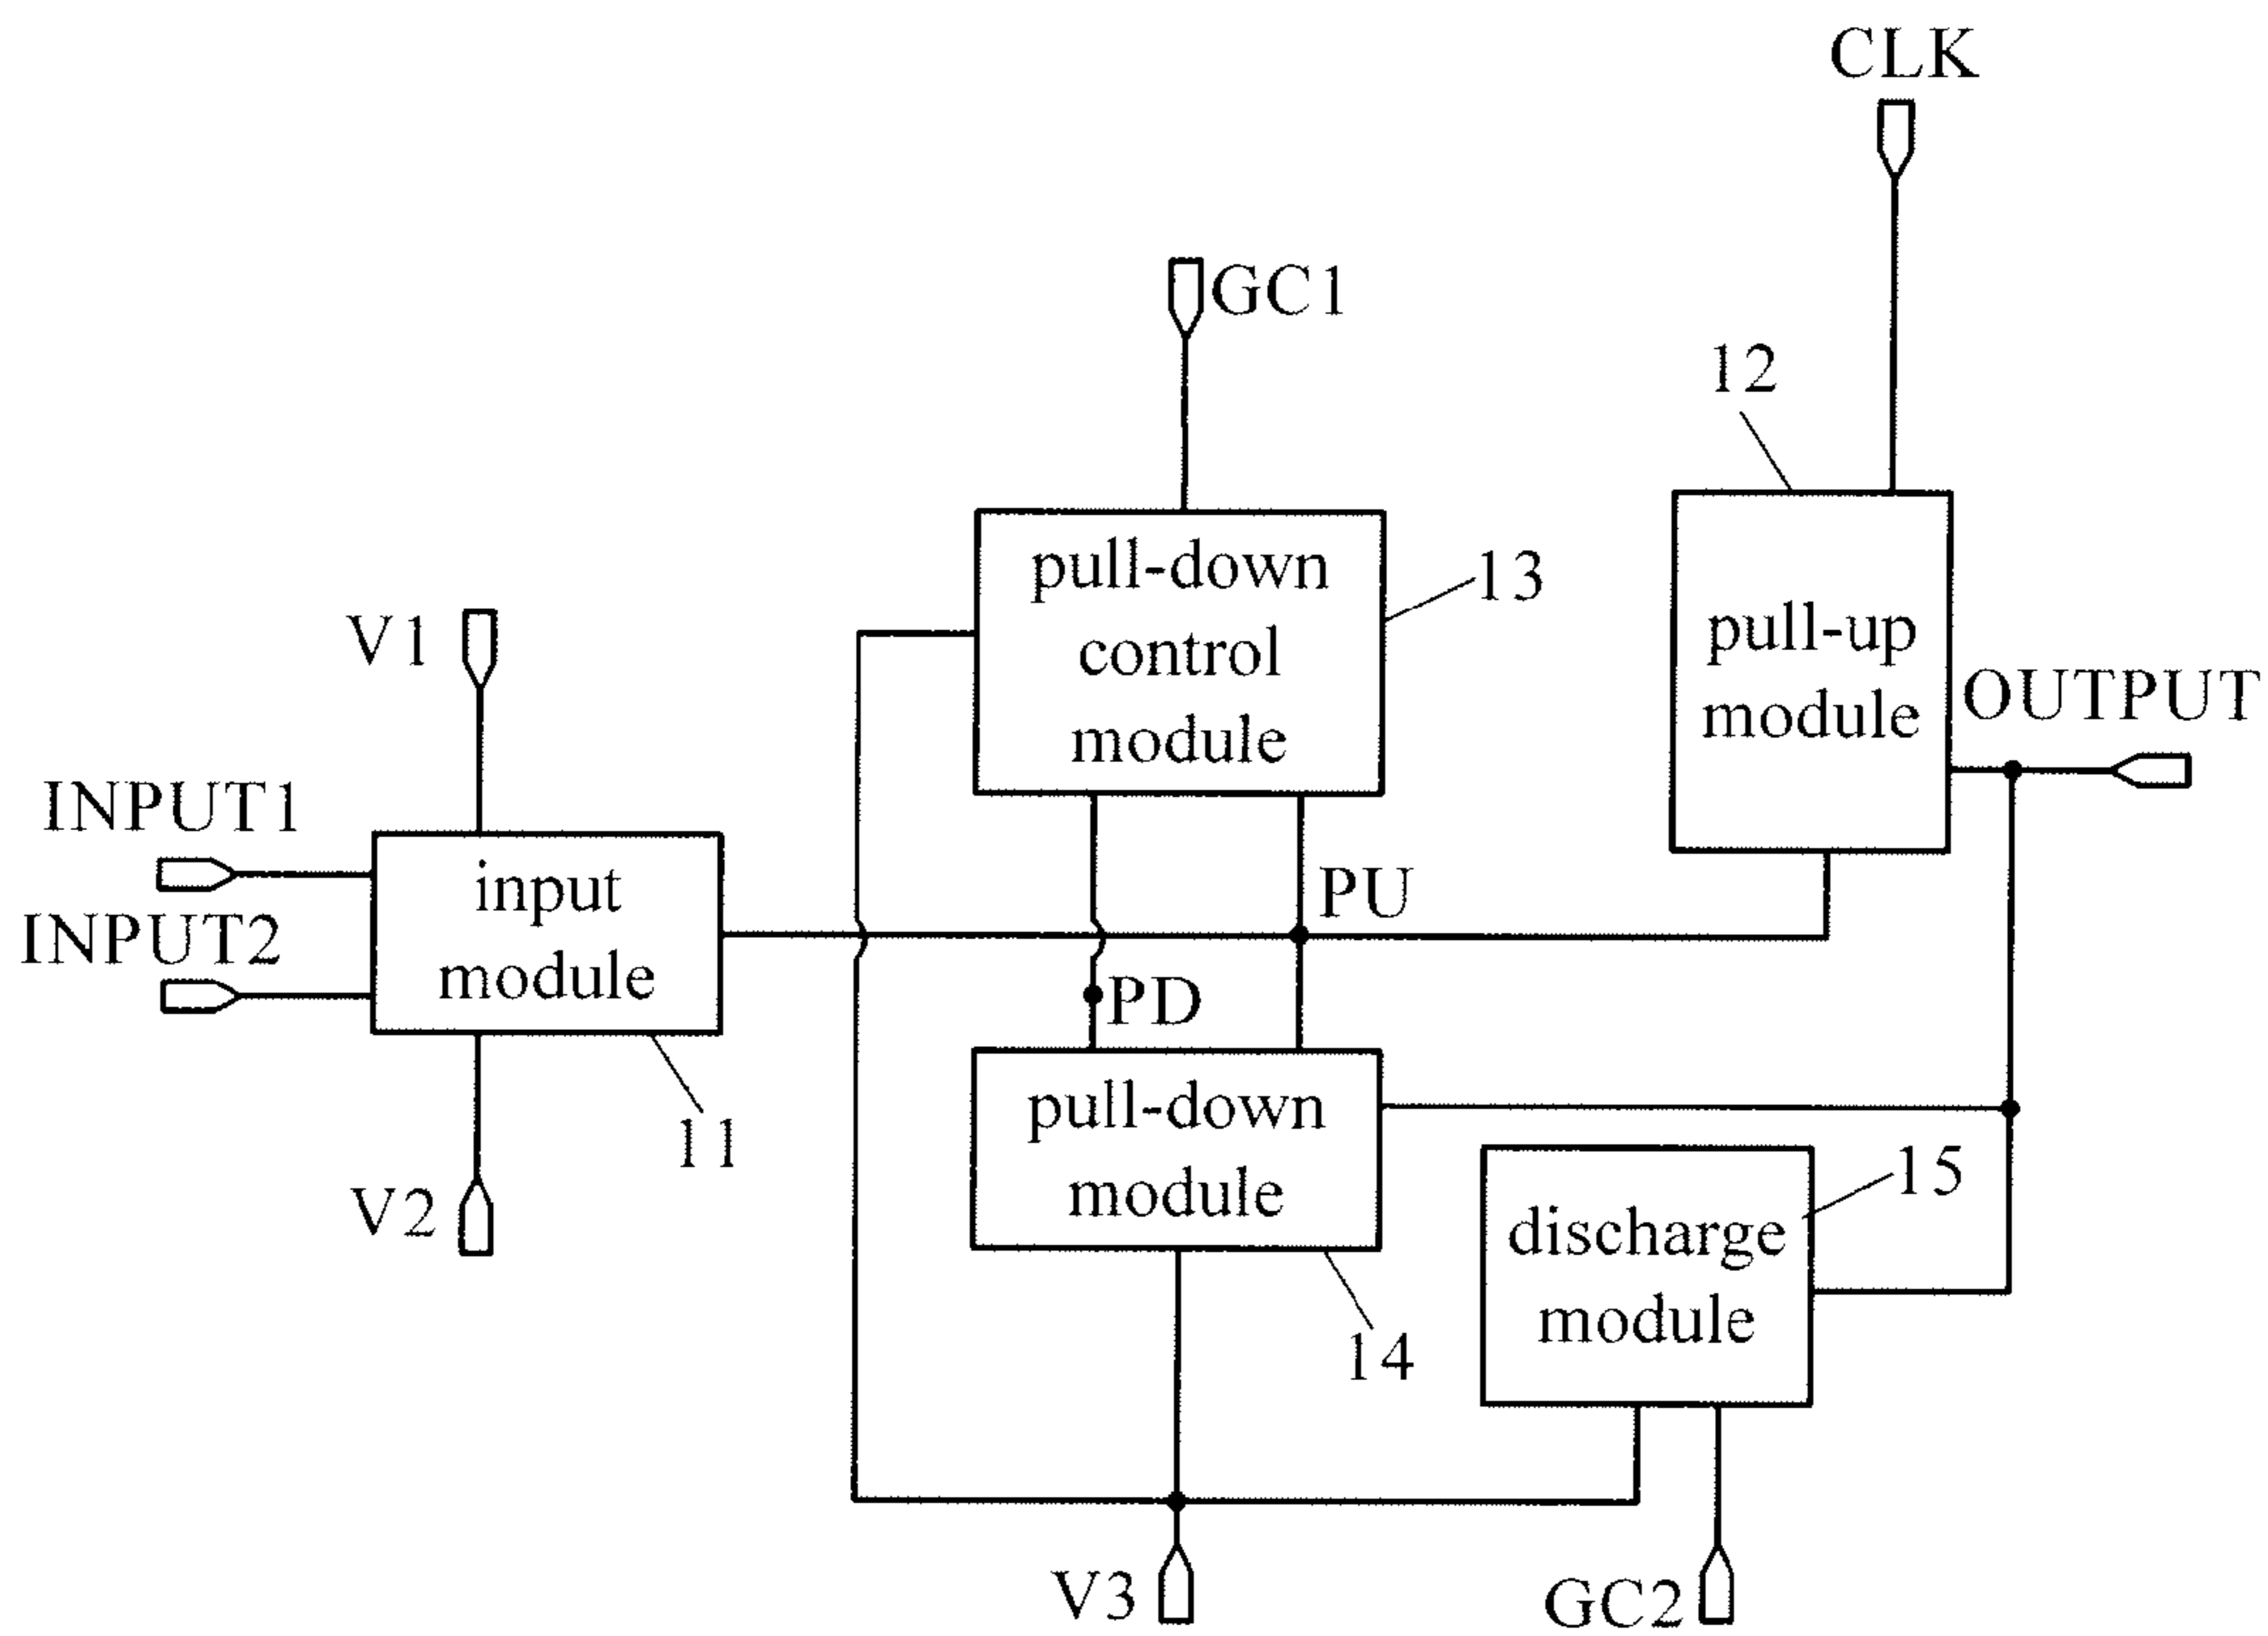 CLK
GC1
12
pull-down
control
module
13
V1
pull-up
module
OUTPUT
INPUT1
INPUT2
input
module
PU
PD
pull-down
module
11
V2
15
discharge
module
14
V3
GC2